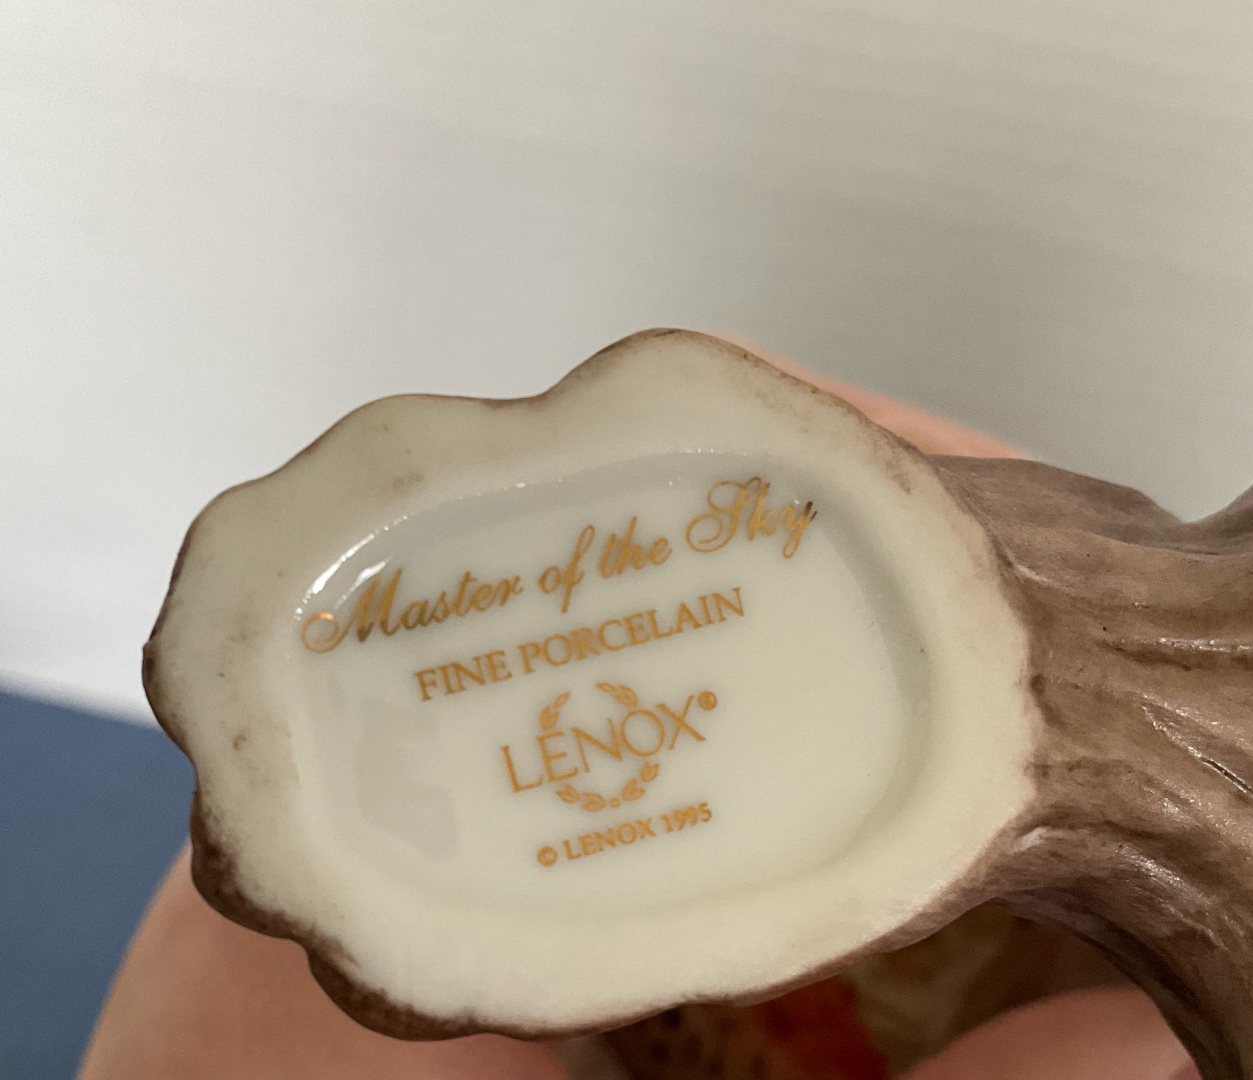 Master of the Sky
FINE PORCELAIN
LENOX®
© LENOX 1995